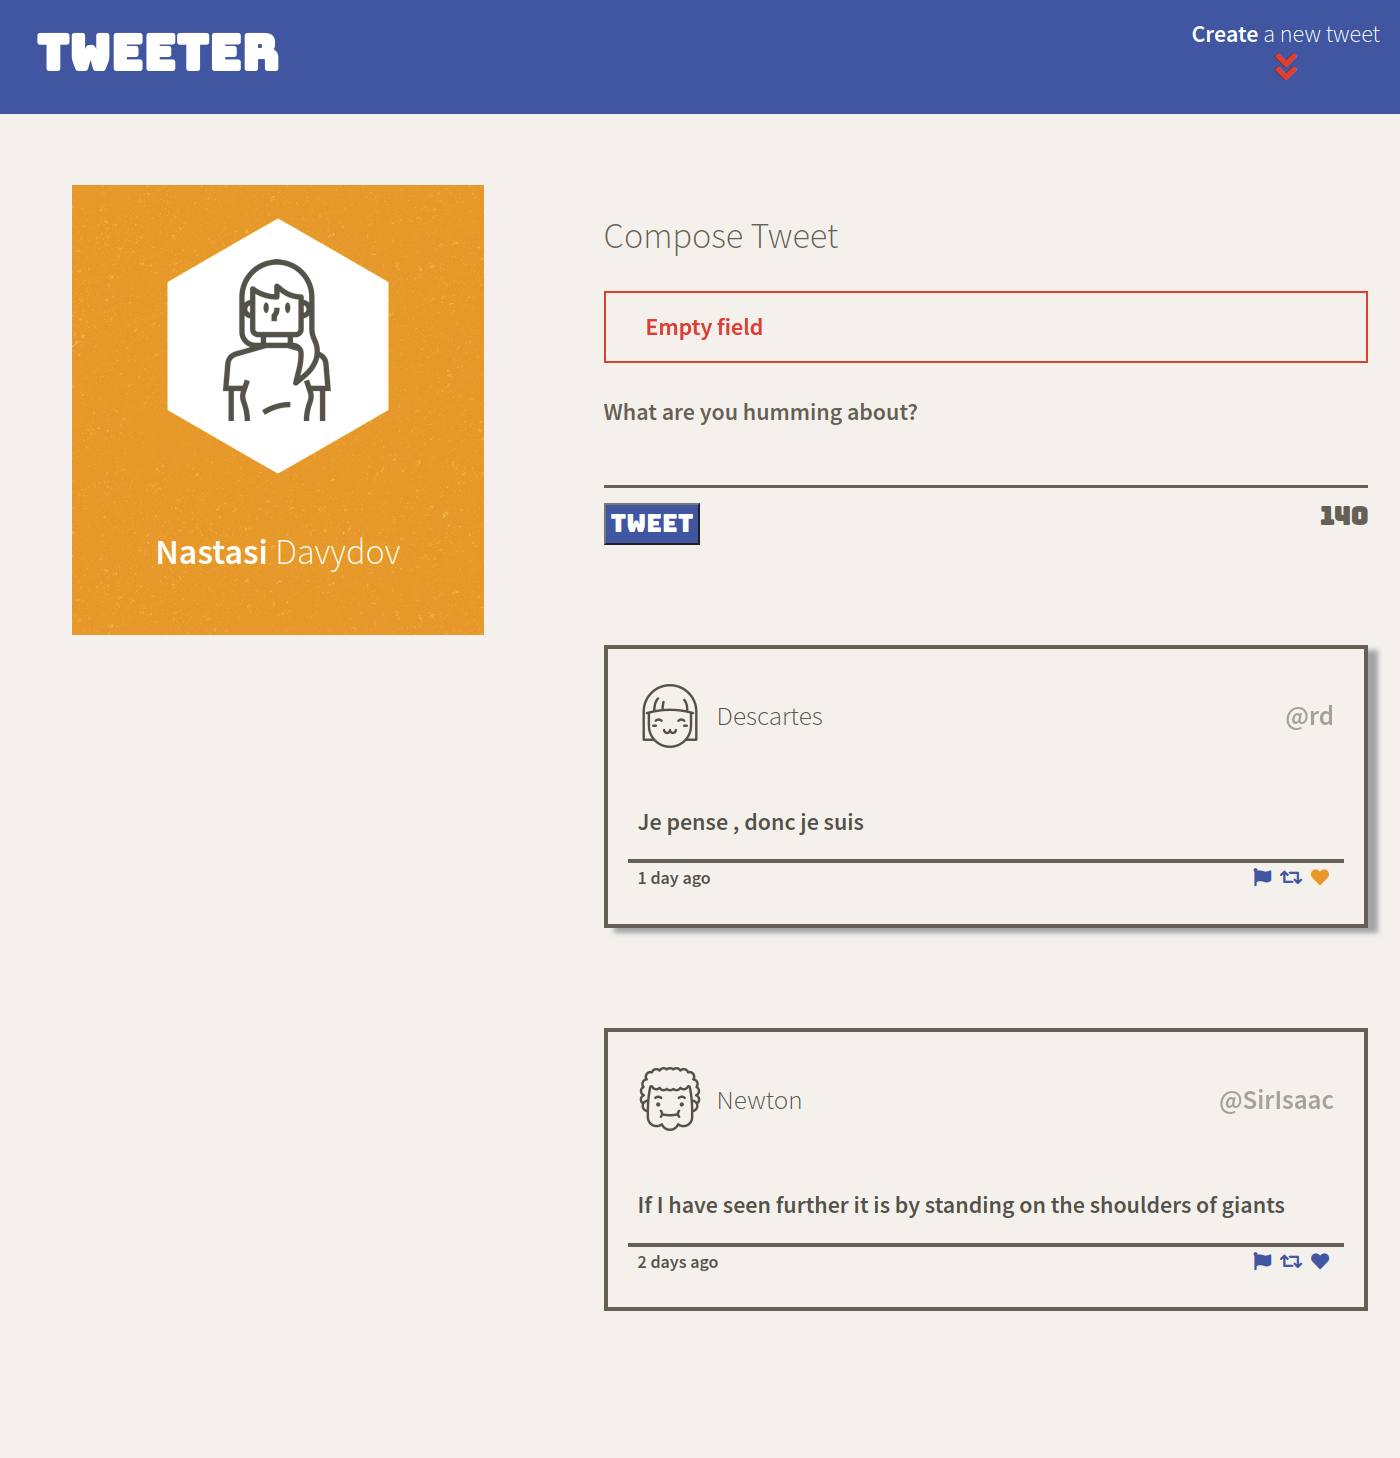 TWEETER
Create a new tweet
Nastasi Davydov
Compose Tweet
Empty field
What are you humming about?
TWEET
140
Descartes
@rd
Je pense , donc je suis
1 day ago
Newton
@SirIsaac
If I have seen further it is by standing on the shoulders of giants
2 days ago